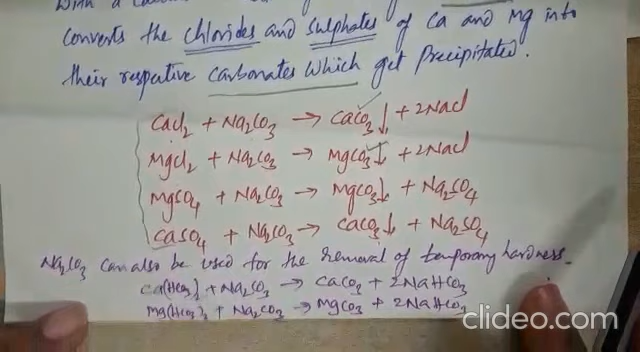 With a
converts the chlorides and sulphates of Ca and Mg into
their respective carbonates which get precipitated.
CaCl2 + Na2CO3 → CaCO3↓ + 2NaCl
MgCl2 + Na2CO3 → MgCO3↓ + 2NaCl
MgSO4 + Na2CO3 → MgCO3↓ + Na2SO4
CaSO4 + Na2CO3 → CaCO3↓ + Na2SO4
Na2CO3 can also be used for the removal of temporary hardness.
Ca(HCO3)2 + Na2CO3 → CaCO3 + 2NaHCO3
Mg(HCO3)2 + Na2CO3 → MgCO3 + 2NaHCO3
clideo.com